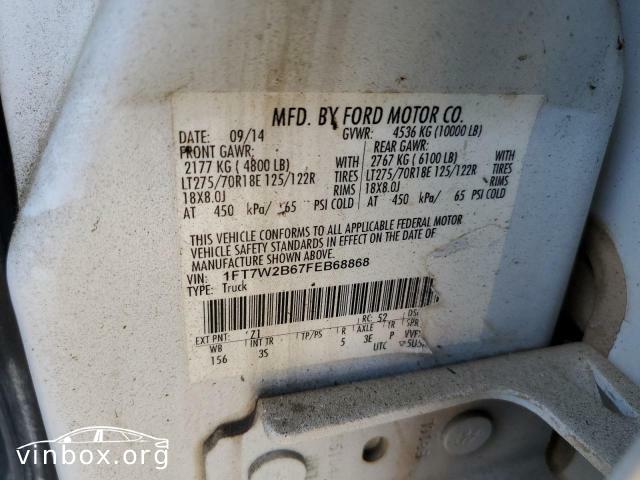 MFD. BY FORD MOTOR CO.
DATE: 09/14 GVWR: 4536 KG (10000 LB)
FRONT GAWR: REAR GAWR:
2177 KG ( 4800 LB) WITH 2767 KG ( 6100 LB) WITH
LT275/70R18E 125/122R TIRES LT275/70R18E 125/122R TIRES
18X8.0J RIMS 18X8.0J RIMS
AT 450 kPa/ 65 PSI COLD AT 450 kPa/ 65 PSI COLD
THIS VEHICLE CONFORMS TO ALL APPLICABLE FEDERAL MOTOR
VEHICLE SAFETY STANDARDS IN EFFECT ON THE DATE OF
MANUFACTURE SHOWN ABOVE.
VIN: 1FT7W2B67FEB68868
TYPE: Truck
EXT PNT: Z1 RC: 52 DSO
WB INT TR TP/PS R AXLE TR SPR
156 3S 5 3E P
UTC
vinbox.org